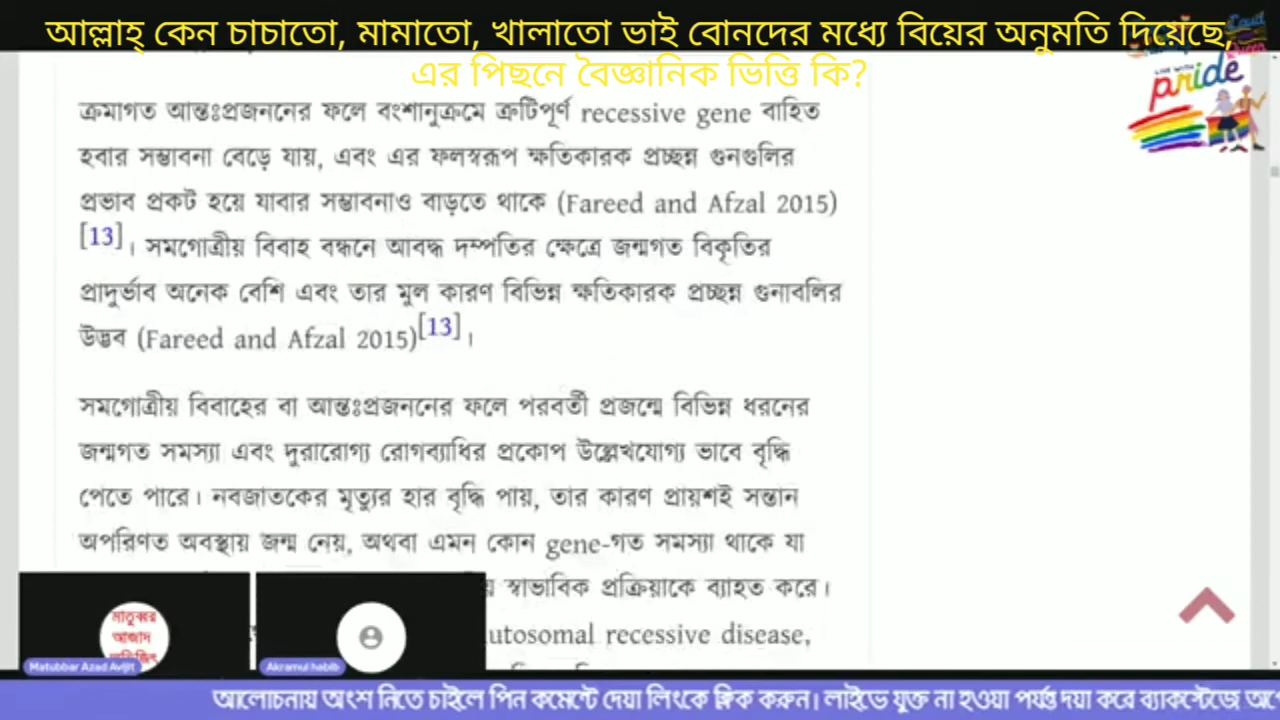 আল্লাহ্ কেন চাচাতো, মামাতো, খালাতো ভাই বোনদের মধ্যে বিয়ের অনুমতি দিয়েছে,
এর পিছনে বৈজ্ঞানিক ভিত্তি কি?
pride
ক্রমাগত আন্তঃপ্রজননের ফলে বংশানুক্রমে ত্রুটিপূর্ণ recessive gene বাহিত
হবার সম্ভাবনা বেড়ে যায়, এবং এর ফলস্বরূপ ক্ষতিকারক প্রচ্ছন্ন গুনগুলির
প্রভাব প্রকট হয়ে যাবার সম্ভাবনাও বাড়তে থাকে (Fareed and Afzal 2015)
[13]। সমগোত্রীয় বিবাহ বন্ধনে আবদ্ধ দম্পতির ক্ষেত্রে জন্মগত বিকৃতির
প্রাদুর্ভাব অনেক বেশি এবং তার মুল কারণ বিভিন্ন ক্ষতিকারক প্রচ্ছন্ন গুনাবলির
উদ্ভব (Fareed and Afzal 2015)[13]।
সমগোত্রীয় বিবাহের বা আন্তঃপ্রজননের ফলে পরবর্তী প্রজন্মে বিভিন্ন ধরনের
জন্মগত সমস্যা এবং দুরারোগ্য রোগব্যাধির প্রকোপ উল্লেখযোগ্য ভাবে বৃদ্ধি
পেতে পারে। নবজাতকের মৃত্যুর হার বৃদ্ধি পায়, তার কারণ প্রায়শই সন্তান
অপরিণত অবস্থায় জন্ম নেয়, অথবা এমন কোন gene-গত সমস্যা থাকে যা
স্বাভাবিক প্রক্রিয়াকে ব্যাহত করে।
utosomal recessive disease,
মাতুব্বর
আজাদ
Matubbar Azad Avijit
Akramul habib
আলোচনায় অংশ নিতে চাইলে পিন কমেন্টে দেয়া লিংকে ক্লিক করুন। লাইভে যুক্ত না হওয়া পর্যন্ত দয়া করে ব্যাকস্টেজে